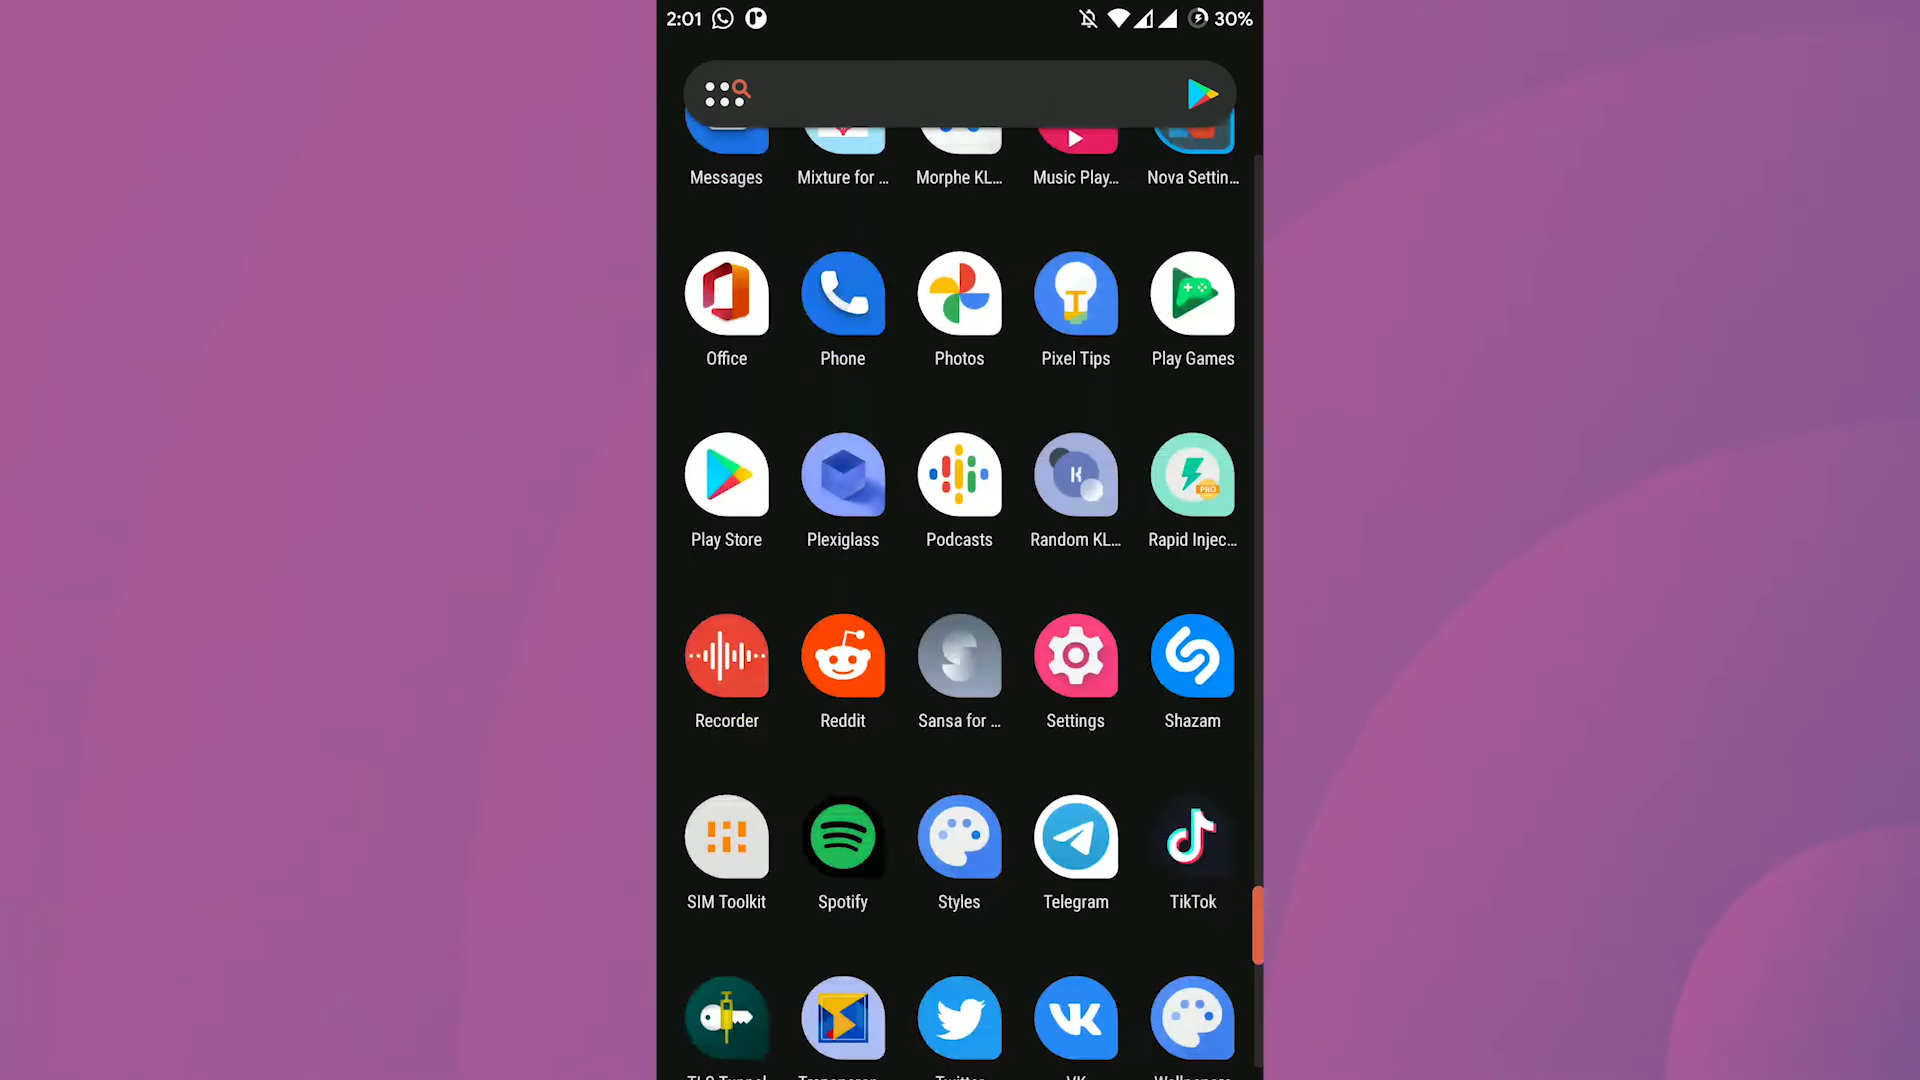 2:01 30%
Messages Mixture for ... Morphe KL... Music Play... Nova Settin...
Office Phone Photos Pixel Tips Play Games
K PRO
Play Store Plexiglass Podcasts Random KL... Rapid Injec...
S
Recorder Reddit Sansa for ... Settings Shazam
SIM Toolkit Spotify Styles Telegram TikTok